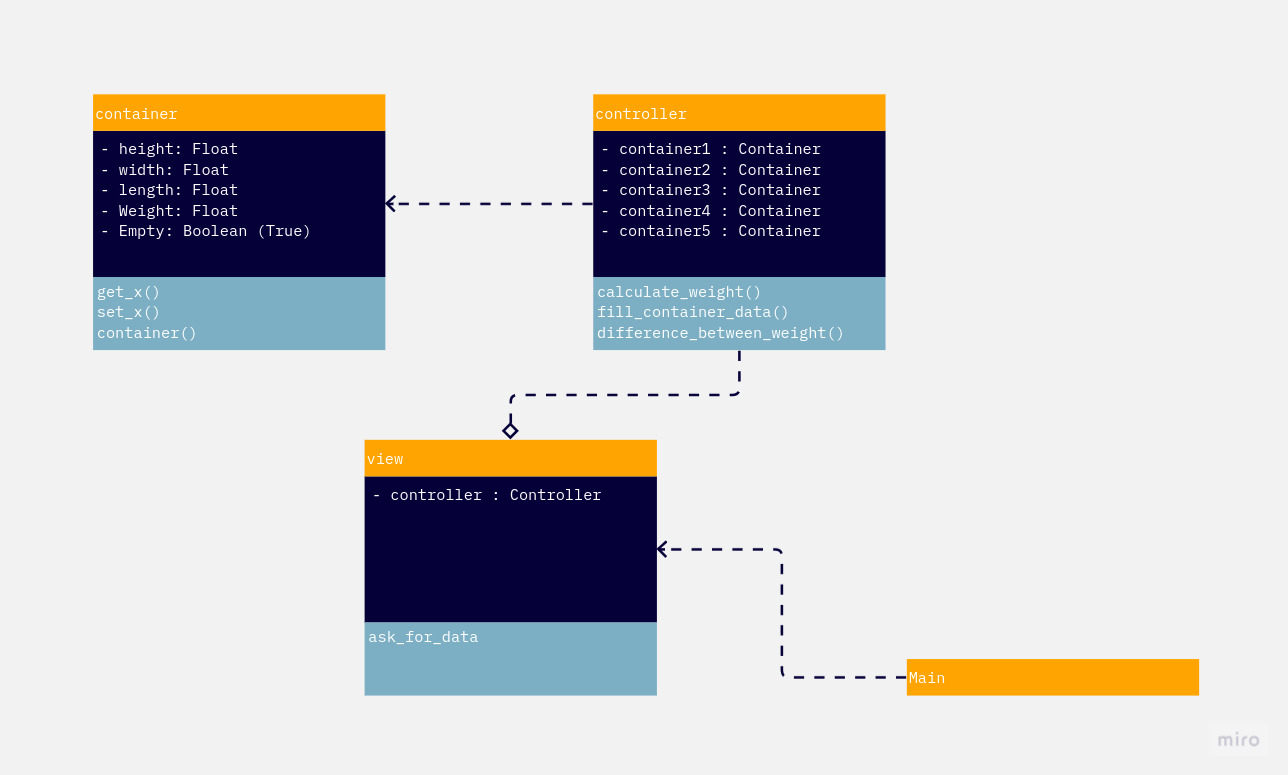 container
- height: Float
- width: Float
- length: Float
- Weight: Float
- Empty: Boolean (True)
get_x()
set_x()
container()
controller
- container1 : Container
- container2 : Container
- container3 : Container
- container4 : Container
- container5 : Container
calculate_weight()
fill_container_data()
difference_between_weight()
view
- controller : Controller
ask_for_data
Main
miro